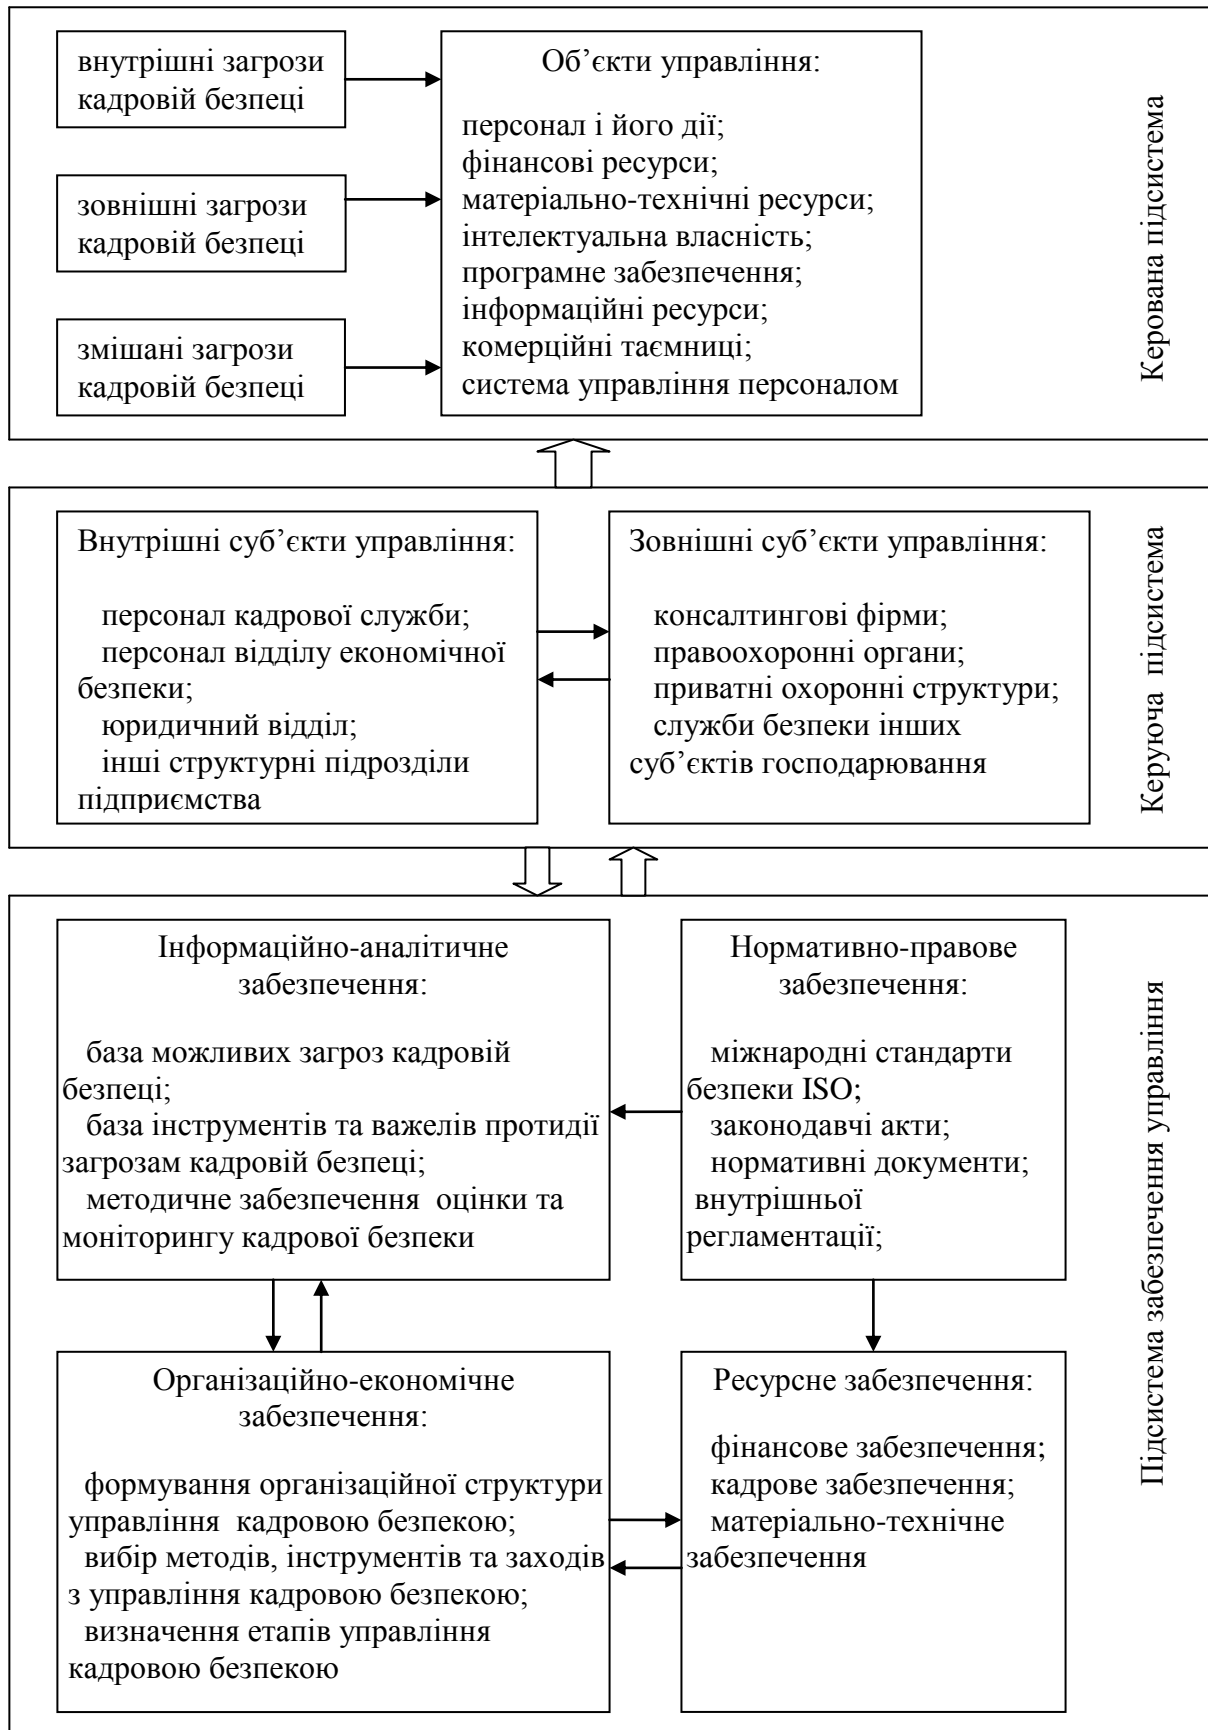 внутрішні загрози
кадровій безпеці
зовнішні загрози
кадровій безпеці
змішані загрози
кадровій безпеці
Об’єкти управління:
персонал і його дії;
фінансові ресурси;
матеріально-технічні ресурси;
інтелектуальна власність;
програмне забезпечення;
інформаційні ресурси;
комерційні таємниці;
система управління персоналом
Керована підсистема
Внутрішні суб’єкти управління:
персонал кадрової служби;
персонал відділу економічної
безпеки;
юридичний відділ;
інші структурні підрозділи
підприємства
Зовнішні суб’єкти управління:
консалтингові фірми;
правоохоронні органи;
приватні охоронні структури;
служби безпеки інших
суб’єктів господарювання
Керуюча підсистема
Інформаційно-аналітичне
забезпечення:
база можливих загроз кадровій
безпеці;
база інструментів та важелів протидії
загрозам кадровій безпеці;
методичне забезпечення оцінки та
моніторингу кадрової безпеки
Нормативно-правове
забезпечення:
міжнародні стандарти
безпеки ISO;
законодавчі акти;
нормативні документи;
внутрішньої
регламентації;
Організаційно-економічне
забезпечення:
формування організаційної структури
управління кадровою безпекою;
вибір методів, інструментів та заходів
з управління кадровою безпекою;
визначення етапів управління
кадровою безпекою
Ресурсне забезпечення:
фінансове забезпечення;
кадрове забезпечення;
матеріально-технічне
забезпечення
Підсистема забезпечення управління